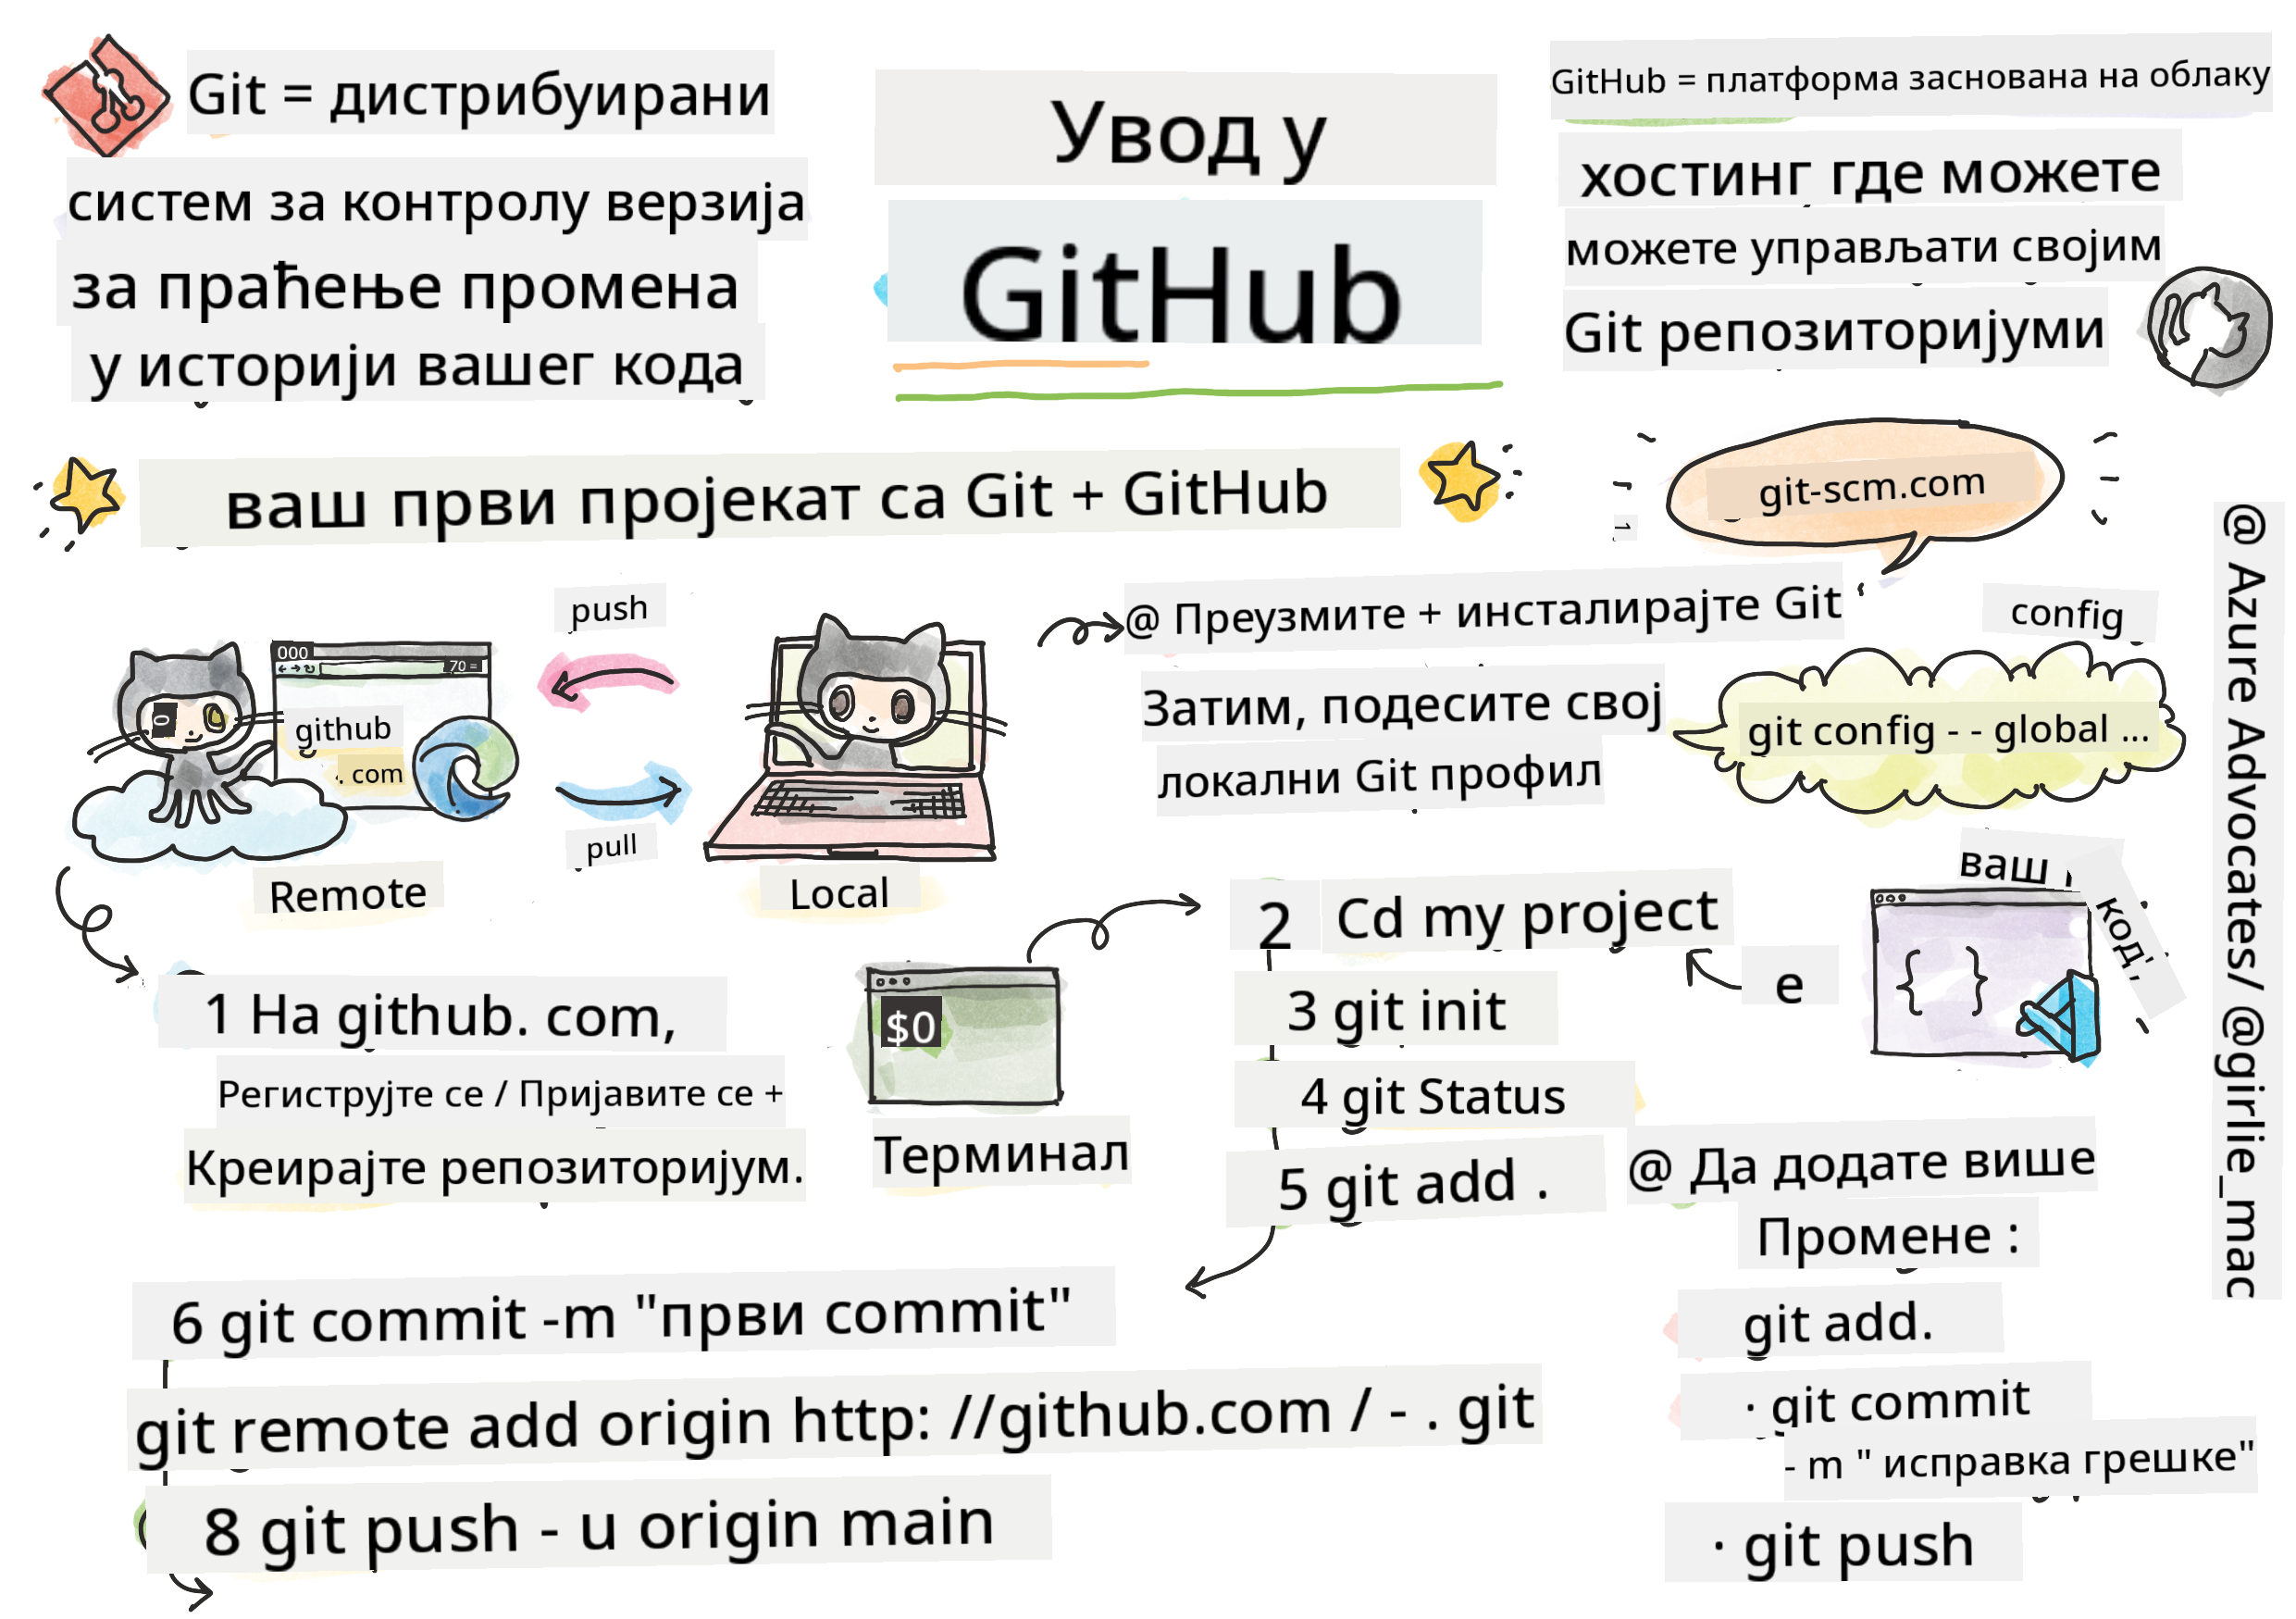 Git = дистрибуирани
систем за контролу верзија
за праћење промена
у историји вашег кода
Увод у
GitHub
GitHub = платформа заснована на облаку
хостинг где можете
можете управљати својим
Git репозиторијуми
ваш први пројекат са Git + GitHub
git-scm.com
push
000
70 =
github
. com
pull
Remote
Local
@ Преузмите + инсталирајте Git
Затим, подесите свој
локални Git профил
config
git config - - global ...
1 На github. com,
Региструјте се / Пријавите се +
Креирајте репозиторијум.
$0
Терминал
2 Cd my project
3 git init
4 git Status
5 git add .
е
ваш
код',
{ }
@ Да додате више
Промене :
git add.
· git commit
- m " исправка грешке"
· git push
6 git commit -m "први commit"
git remote add origin http: //github.com / - . git
8 git push - u origin main
@ Azure Advocates/ @girlie_mac